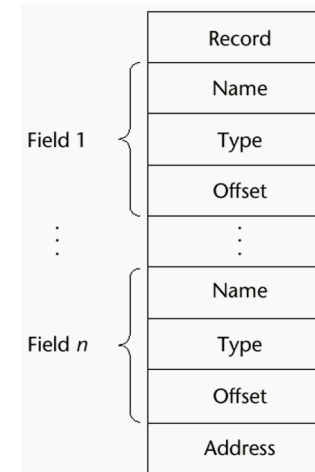 Record
Name
Field 1
Type
Offset
⋮ ⋮
Name
Field n
Type
Offset
Address